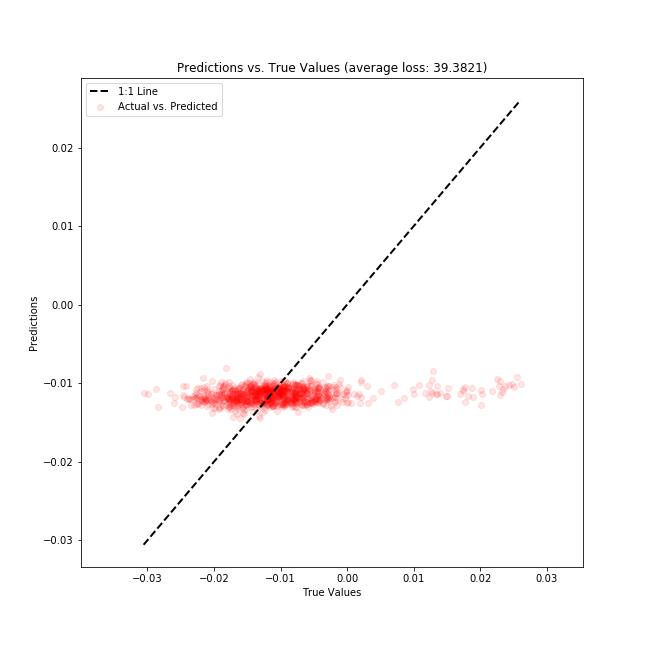 Predictions vs. True Values (average loss: 39.3821)
1:1 Line
Actual vs. Predicted
Predictions
0.02
0.01
0.00
−0.01
−0.02
−0.03
−0.03 −0.02 −0.01 0.00 0.01 0.02 0.03
True Values